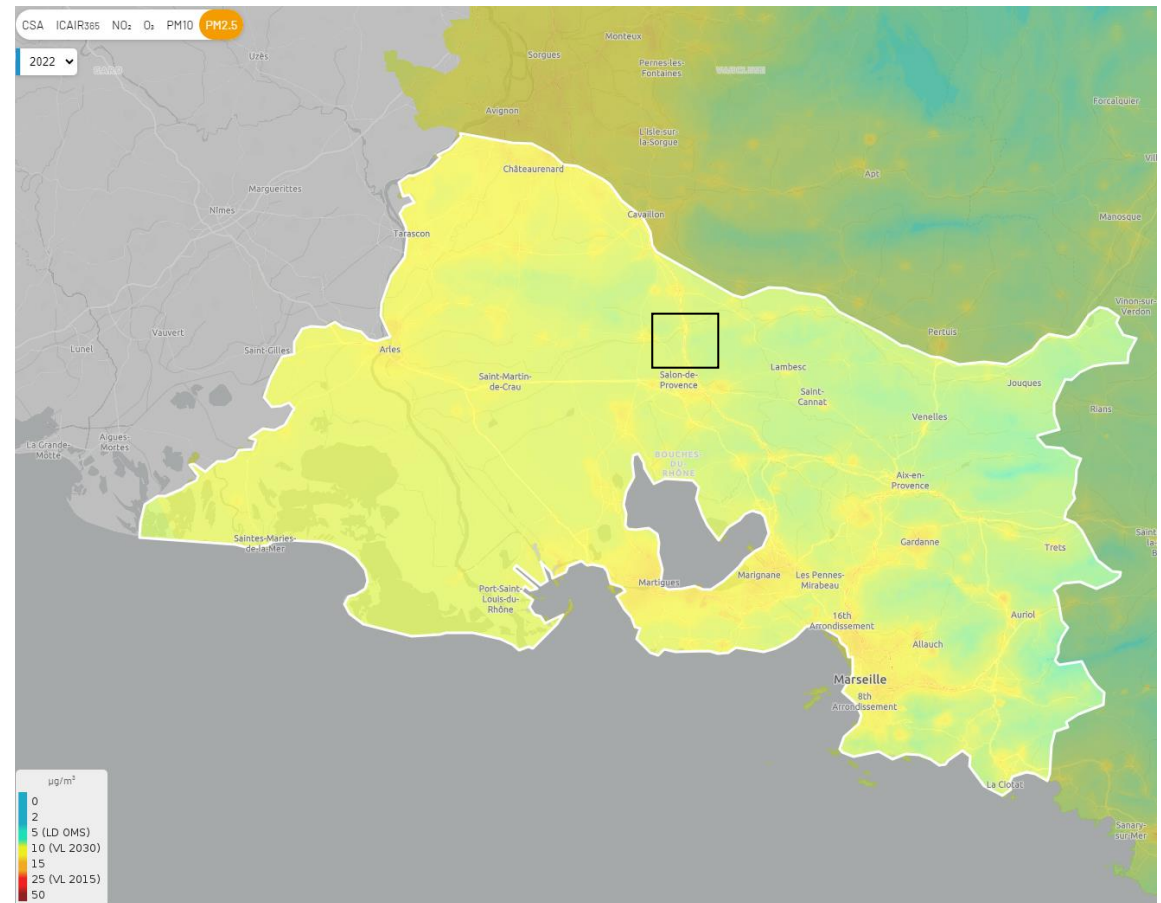 CSA ICAIR365 NO₂ O₃ PM10 PM2.5
2022
Monteux
Sorgues
Uzès
Pernes-les-
Fontaines
VAUCLUSE
GARD
Forcalquier
Avignon
L'Isle-sur-
la-Sorgue
Châteaurenard
Apt
Marguerittes
Nîmes
Cavaillon
Manosque
Tarascon
Vinon-sur-
Verdon
Vauvert
Pertuis
Lunel
Saint-Gilles
Arles
Saint-Martin-
de-Crau
Salon-de-
Provence
Lambesc
Jouques
Saint-
Cannat
Rians
Venelles
Aigues-
Mortes
La Grande-
Motte
BOUCHES
DU
RHÔNE
Aix-en-
Provence
Saintes-Maries-
de-la-Mer
Gardanne
Trets
Martigues
Marignane
Les Pennes-
Mirabeau
Port-Saint-
Louis-du-
Rhône
16th
Arrondissement
Auriol
Allauch
Marseille
8th
Arrondissement
La Ciotat
Sanary-
sur-Mer
µg/m³
0
2
5 (LD OMS)
10 (VL 2030)
15
25 (VL 2015)
50